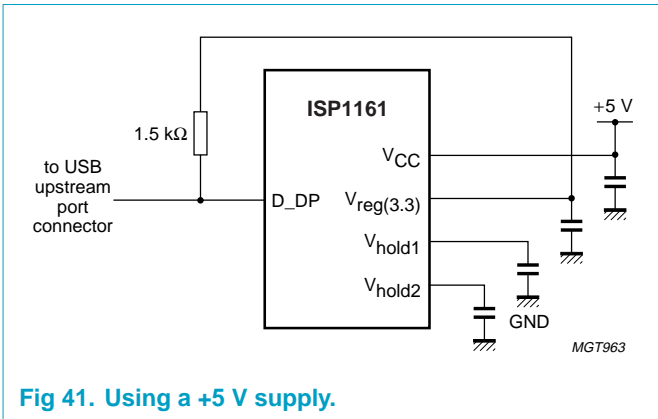 ISP1161
+5 V
1.5 kΩ
VCC
to USB
upstream
port
connector
D_DP
Vreg(3.3)
Vhold1
Vhold2
GND
MGT963
Fig 41. Using a +5 V supply.